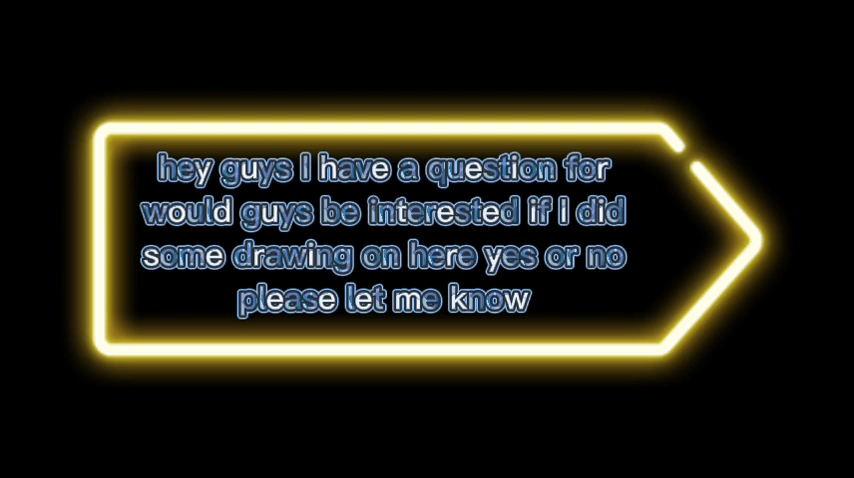 hey guys I have a question for
would guys be interested if I did
some drawing on here yes or no
please let me know